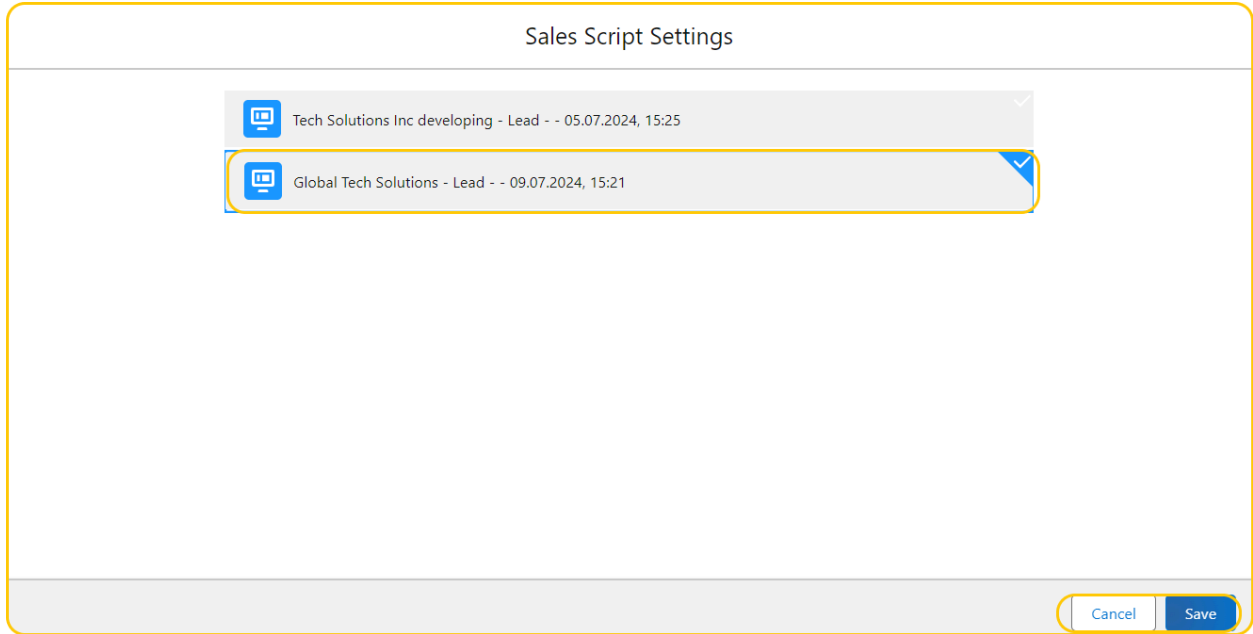 Sales Script Settings
Tech Solutions Inc developing - Lead - - 05.07.2024, 15:25
Global Tech Solutions - Lead - - 09.07.2024, 15:21
Cancel
Save